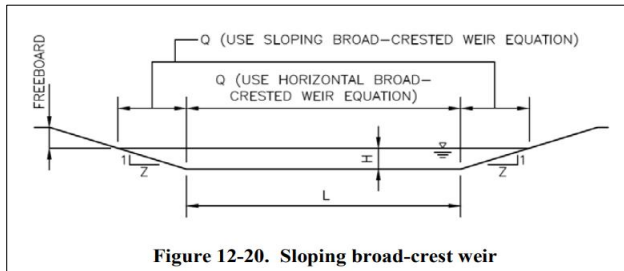 Q (USE SLOPING BROAD-CRESTED WEIR EQUATION)
FREEBOARD
Q (USE HORIZONTAL BROAD-
CRESTED WEIR EQUATION)
1
Z
H
Z
1
L
Figure 12-20. Sloping broad-crest weir